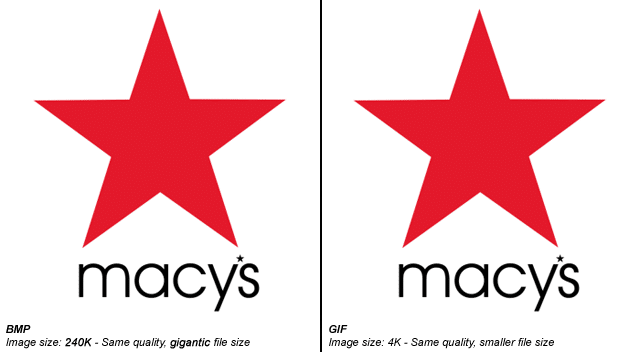 macy's
BMP
Image size: 240K - Same quality, gigantic file size
macy's
GIF
Image size: 4K - Same quality, smaller file size